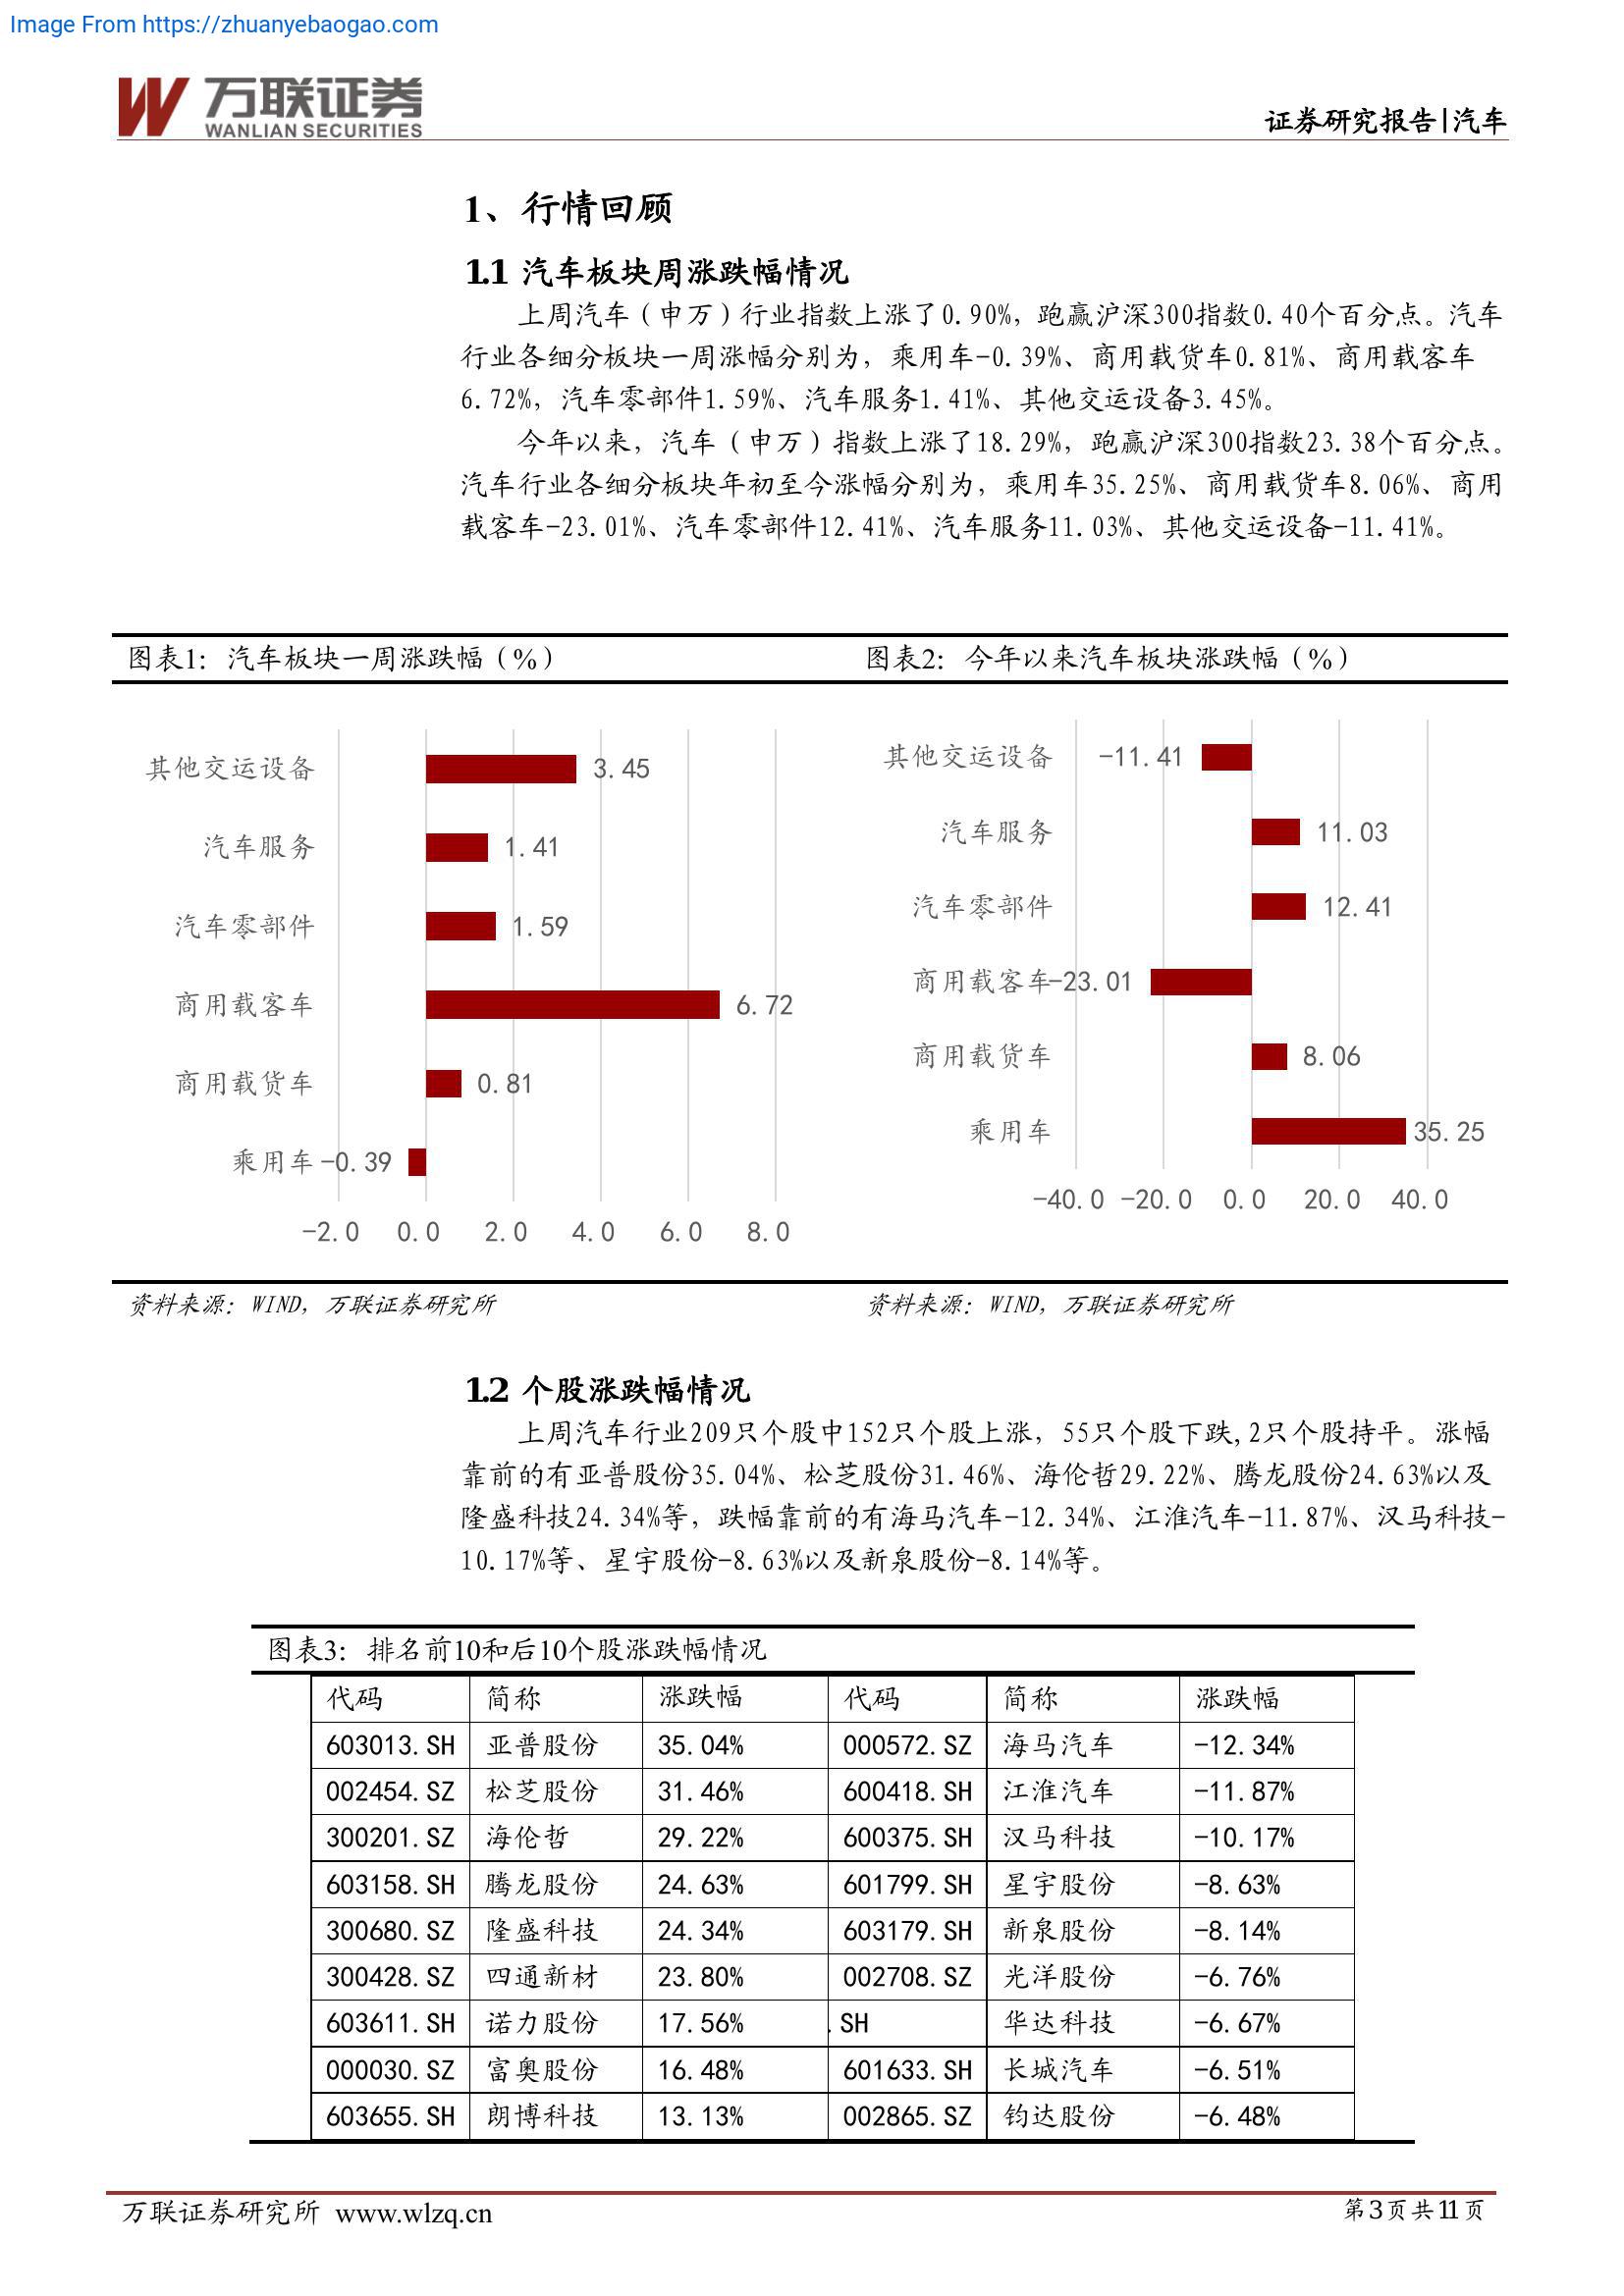 Image From https://zhuanyebaogao.com
万联证券
WANLIAN SECURITIES
证券研究报告|汽车
1、行情回顾
1.1 汽车板块周涨跌幅情况
上周汽车（申万）行业指数上涨了0.90%，跑赢沪深300指数0.40个百分点。汽车
行业各细分板块一周涨幅分别为，乘用车-0.39%、商用载货车0.81%、商用载客车
6.72%，汽车零部件1.59%、汽车服务1.41%、其他交运设备3.45%。
今年以来，汽车（申万）指数上涨了18.29%，跑赢沪深300指数23.38个百分点。
汽车行业各细分板块年初至今涨幅分别为，乘用车35.25%、商用载货车8.06%、商用
载客车-23.01%、汽车零部件12.41%、汽车服务11.03%、其他交运设备-11.41%。
图表1：汽车板块一周涨跌幅（%）
其他交运设备 3.45
汽车服务 1.41
汽车零部件 1.59
商用载客车 6.72
商用载货车 0.81
乘用车 -0.39
-2.0 0.0 2.0 4.0 6.0 8.0
资料来源：WIND，万联证券研究所
图表2：今年以来汽车板块涨跌幅（%）
其他交运设备 -11.41
汽车服务 11.03
汽车零部件 12.41
商用载客车 -23.01
商用载货车 8.06
乘用车 35.25
-40.0 -20.0 0.0 20.0 40.0
资料来源：WIND，万联证券研究所
1.2 个股涨跌幅情况
上周汽车行业209只个股中152只个股上涨，55只个股下跌,2只个股持平。涨幅
靠前的有亚普股份35.04%、松芝股份31.46%、海伦哲29.22%、腾龙股份24.63%以及
隆盛科技24.34%等，跌幅靠前的有海马汽车-12.34%、江淮汽车-11.87%、汉马科技-
10.17%等、星宇股份-8.63%以及新泉股份-8.14%等。
图表3：排名前10和后10个股涨跌幅情况
代码 简称 涨跌幅 代码 简称 涨跌幅
603013.SH 亚普股份 35.04% 000572.SZ 海马汽车 -12.34%
002454.SZ 松芝股份 31.46% 600418.SH 江淮汽车 -11.87%
300201.SZ 海伦哲 29.22% 600375.SH 汉马科技 -10.17%
603158.SH 腾龙股份 24.63% 601799.SH 星宇股份 -8.63%
300680.SZ 隆盛科技 24.34% 603179.SH 新泉股份 -8.14%
300428.SZ 四通新材 23.80% 002708.SZ 光洋股份 -6.76%
603611.SH 诺力股份 17.56% .SH 华达科技 -6.67%
000030.SZ 富奥股份 16.48% 601633.SH 长城汽车 -6.51%
603655.SH 朗博科技 13.13% 002865.SZ 钧达股份 -6.48%
万联证券研究所 www.wlzq.cn
第3页共11页